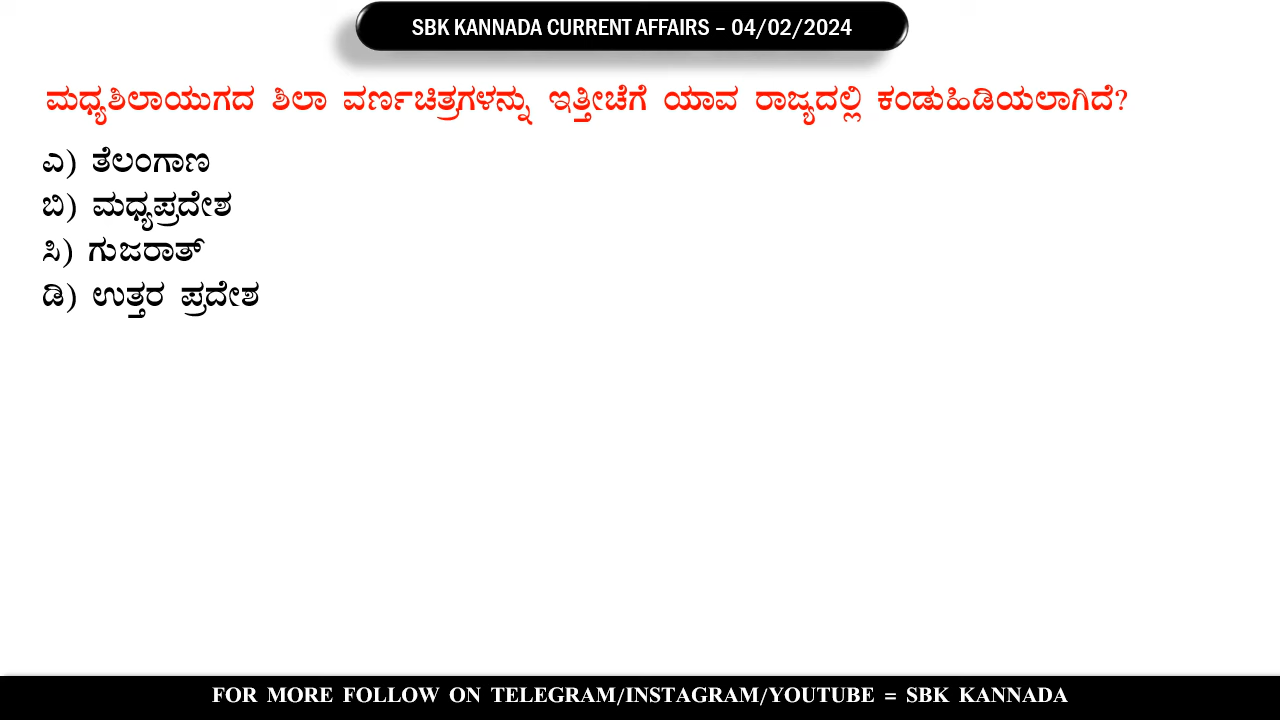 SBK KANNADA CURRENT AFFAIRS – 04/02/2024
ಮಧ್ಯಶಿಲಾಯುಗದ ಶಿಲಾ ವರ್ಣಚಿತ್ರಗಳನ್ನು ಇತ್ತೀಚೆಗೆ ಯಾವ ರಾಜ್ಯದಲ್ಲಿ ಕಂಡುಹಿಡಿಯಲಾಗಿದೆ?
ಎ) ತೆಲಂಗಾಣ
ಬಿ) ಮಧ್ಯಪ್ರದೇಶ
ಸಿ) ಗುಜರಾತ್
ಡಿ) ಉತ್ತರ ಪ್ರದೇಶ
FOR MORE FOLLOW ON TELEGRAM/INSTAGRAM/YOUTUBE = SBK KANNADA